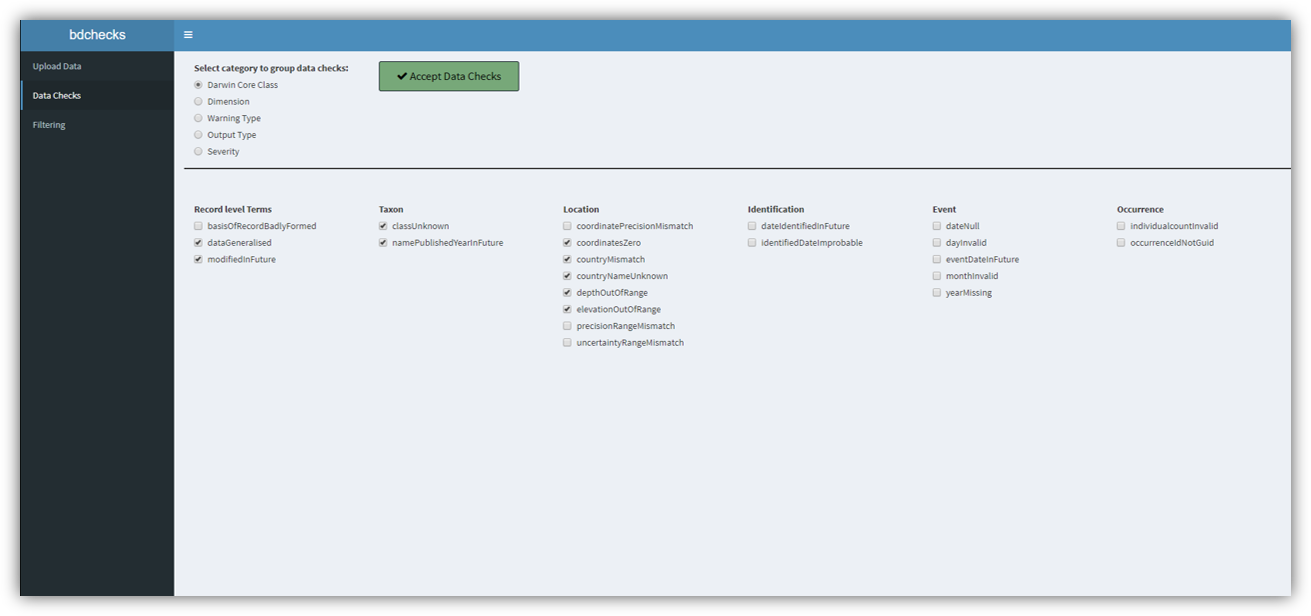 bdchecks
Upload Data
Data Checks
Filtering
Select category to group data checks:
Darwin Core Class
Dimension
Warning Type
Output Type
Severity
Accept Data Checks
Record level Terms
basisOfRecordBadlyFormed
dataGeneralised
modifiedInFuture
Taxon
classUnknown
namePublishedYearInFuture
Location
coordinatePrecisionMismatch
coordinatesZero
countryMismatch
countryNameUnknown
depthOutOfRange
elevationOutOfRange
precisionRangeMismatch
uncertaintyRangeMismatch
Identification
dateIdentifiedInFuture
identifiedDateImprobable
Event
dateNull
dayInvalid
eventDateInFuture
monthInvalid
yearMissing
Occurrence
individualcountInvalid
occurrenceIdNotGuid